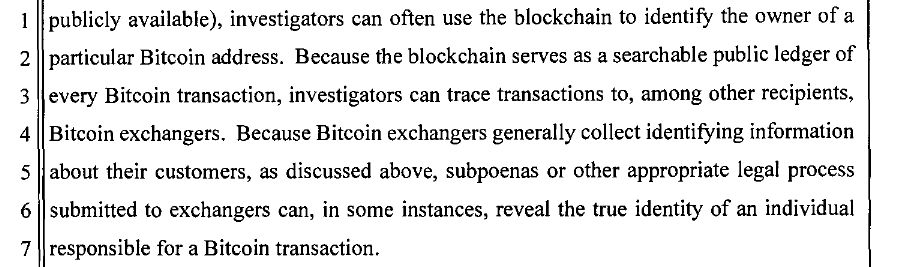 1 publicly available), investigators can often use the blockchain to identify the owner of a
2 particular Bitcoin address. Because the blockchain serves as a searchable public ledger of
3 every Bitcoin transaction, investigators can trace transactions to, among other recipients,
4 Bitcoin exchangers. Because Bitcoin exchangers generally collect identifying information
5 about their customers, as discussed above, subpoenas or other appropriate legal process
6 submitted to exchangers can, in some instances, reveal the true identity of an individual
7 responsible for a Bitcoin transaction.